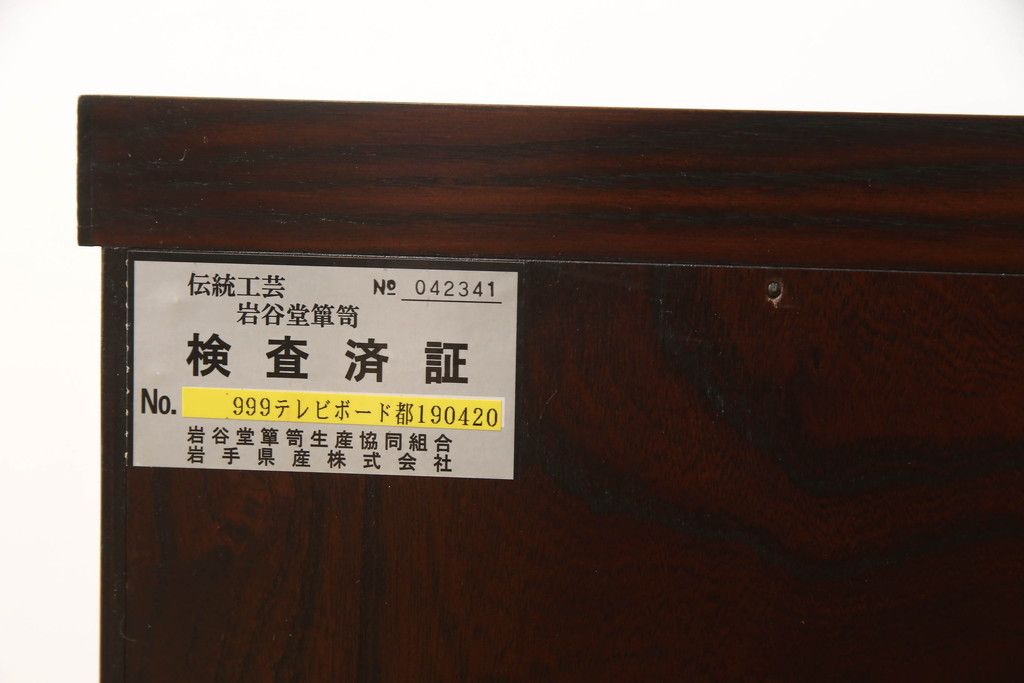 伝統工芸 № 042341
岩谷堂簞笥
検査済証
No. 999テレビボード都190420
岩谷堂簞笥生産協同組合
岩手県産株式会社